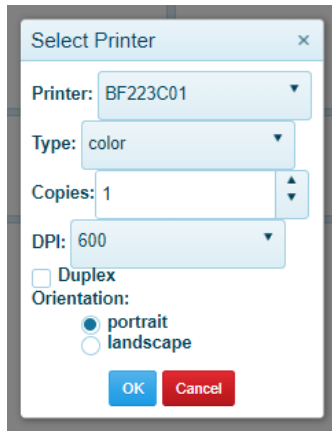 Select Printer ×
Printer: BF223C01
Type: color
Copies: 1
DPI: 600
Duplex
Orientation:
portrait
landscape
OK Cancel